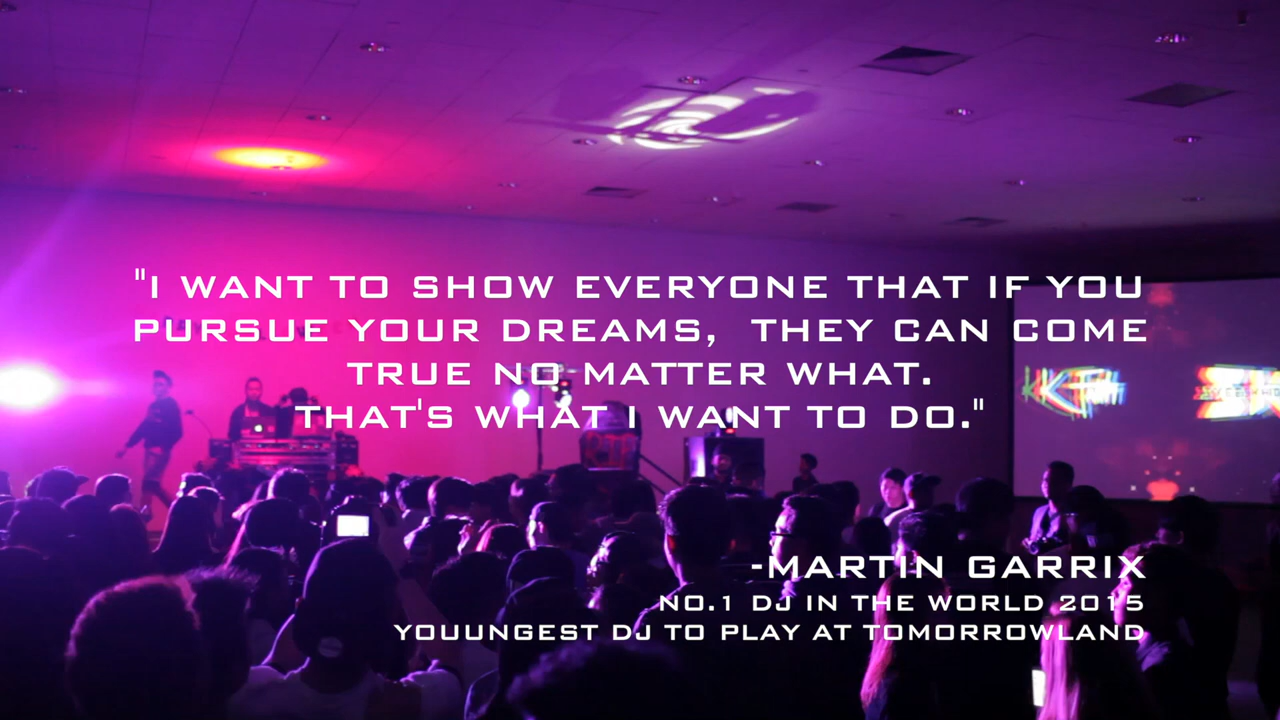 "I WANT TO SHOW EVERYONE THAT IF YOU
PURSUE YOUR DREAMS, THEY CAN COME
TRUE NO MATTER WHAT.
THAT'S WHAT I WANT TO DO."
-MARTIN GARRIX
NO.1 DJ IN THE WORLD 2015
YOUUNGEST DJ TO PLAY AT TOMORROWLAND